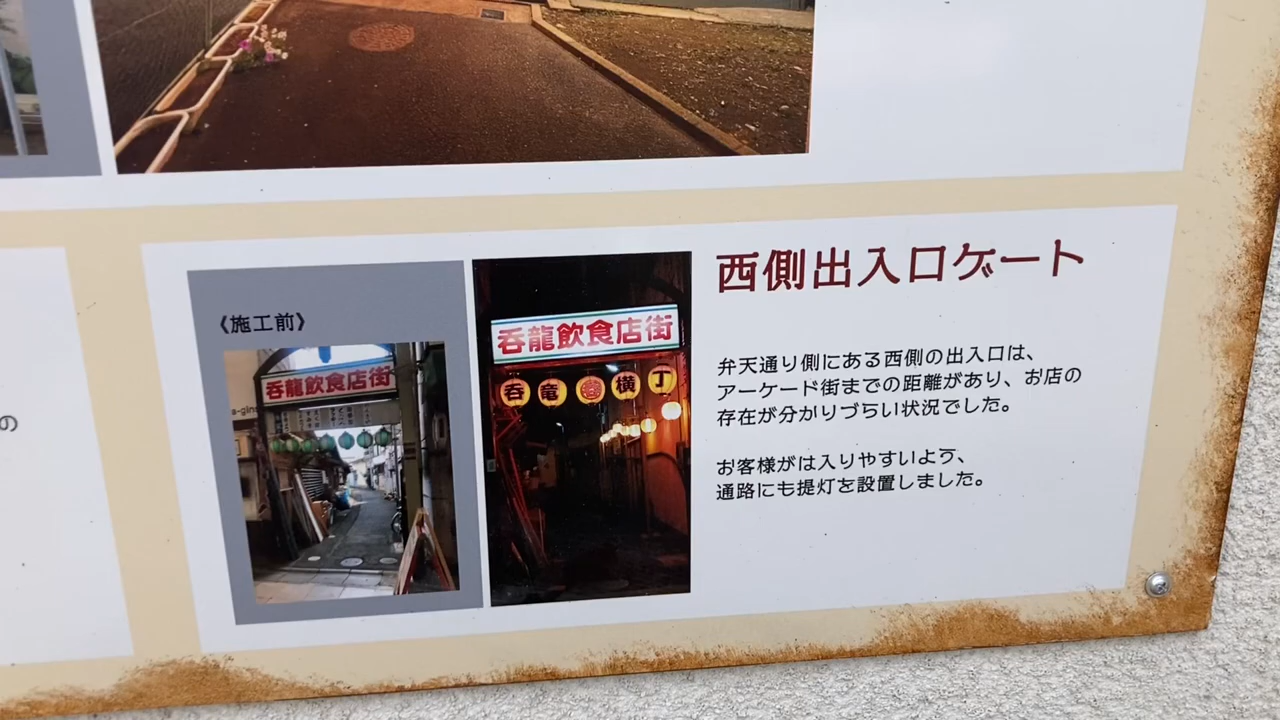 西側出入口ゲート
《施工前》
呑龍飲食店街
呑龍飲食店街
呑竜横丁
弁天通り側にある西側の出入口は、
アーケード街までの距離があり、お店の
存在が分かりづらい状況でした。
お客様がは入りやすいよう、
通路にも提灯を設置しました。
の